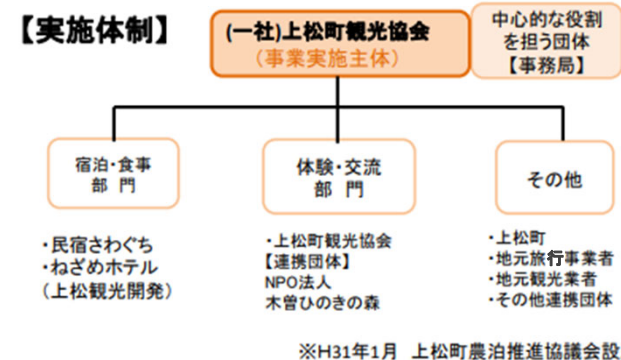 【実施体制】
(一社)上松町観光協会
(事業実施主体)
中心的な役割
を担う団体
【事務局】
宿泊・食事
部 門
・民宿さわぐち
・ねざめホテル
(上松観光開発)
体験・交流
部 門
・上松町観光協会
【連携団体】
NPO法人
木曽ひのきの森
その他
・上松町
・地元旅行事業者
・地元観光業者
・その他連携団体
※H31年1月 上松町農泊推進協議会設